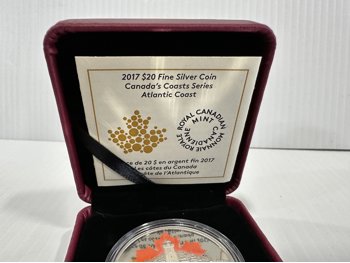 2017 $20 Fine Silver Coin
Canada's Coasts Series
Atlantic Coast
ROYAL CANADIAN MINT
MONNAIE ROYALE CANADIENNE
de 20 $ en argent fin 2017
Les côtes du Canada
de l'Atlantique